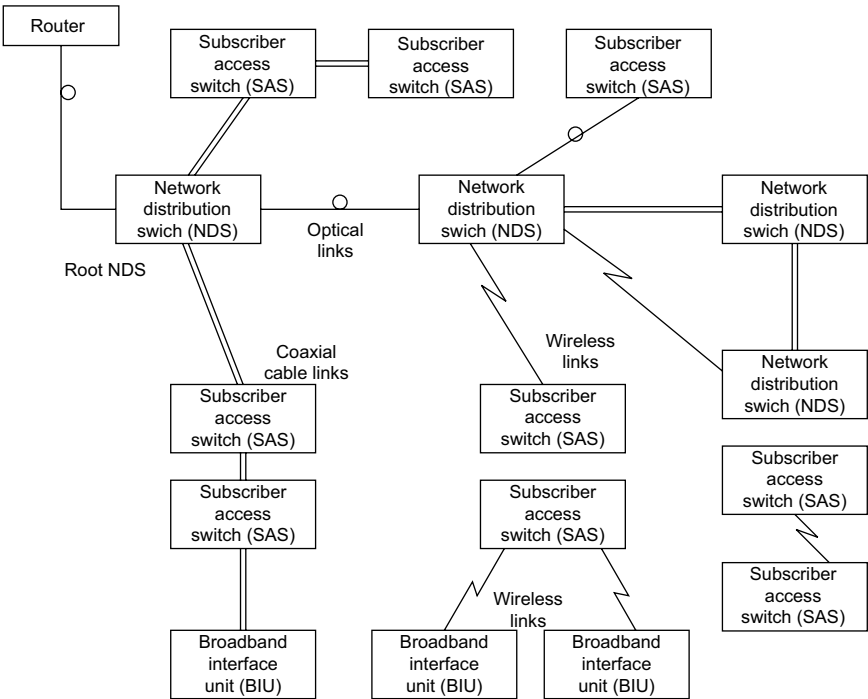 Router
Subscriber
access
switch (SAS)
Subscriber
access
switch (SAS)
Subscriber
access
switch (SAS)
Network
distribution
swich (NDS)
Optical
links
Network
distribution
swich (NDS)
Network
distribution
swich (NDS)
Root NDS
Coaxial
cable links
Wireless
links
Network
distribution
swich (NDS)
Subscriber
access
switch (SAS)
Subscriber
access
switch (SAS)
Subscriber
access
switch (SAS)
Subscriber
access
switch (SAS)
Subscriber
access
switch (SAS)
Wireless
links
Subscriber
access
switch (SAS)
Broadband
interface
unit (BIU)
Broadband
interface
unit (BIU)
Broadband
interface
unit (BIU)